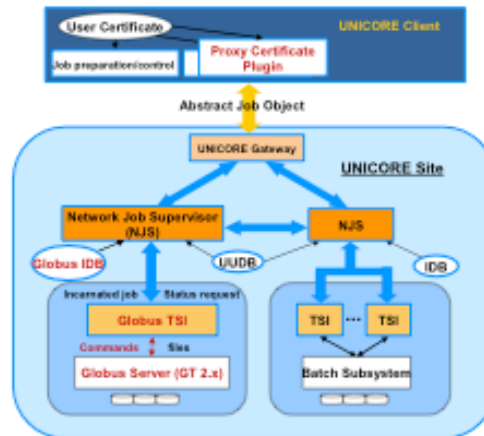 User Certificate
UNICORE Client
Job preparation/control
Proxy Certificate
Plugin
Abstract Job Object
UNICORE Gateway
UNICORE Site
Network Job Supervisor
(NJS)
NJS
Globus IDB
UUDB
IDB
Incarnated job
Status request
Globus TSI
TSI
...
TSI
Commands
Globus Server (GT 2.x)
Batch Subsystem